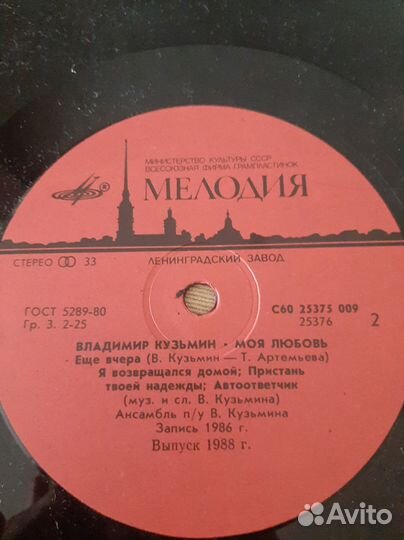 МИНИСТЕРСТВО КУЛЬТУРЫ СССР
ВСЕСОЮЗНАЯ ФИРМА ГРАМПЛАСТИНОК
®
МЕЛОДИЯ
СТЕРЕО 33 ЛЕНИНГРАДСКИЙ ЗАВОД
ГОСТ 5289-80 С60 25375 009
Гр. 3. 2-25 25376 2
ВЛАДИМИР КУЗЬМИН · МОЯ ЛЮБОВЬ
Еще вчера (В. Кузьмин — Т. Артемьева)
Я возвращался домой; Пристань
твоей надежды; Автоответчик
(муз. и сл. В. Кузьмина)
Ансамбль п/у В. Кузьмина
Запись 1986 г.
Выпуск 1988 г.
Avito